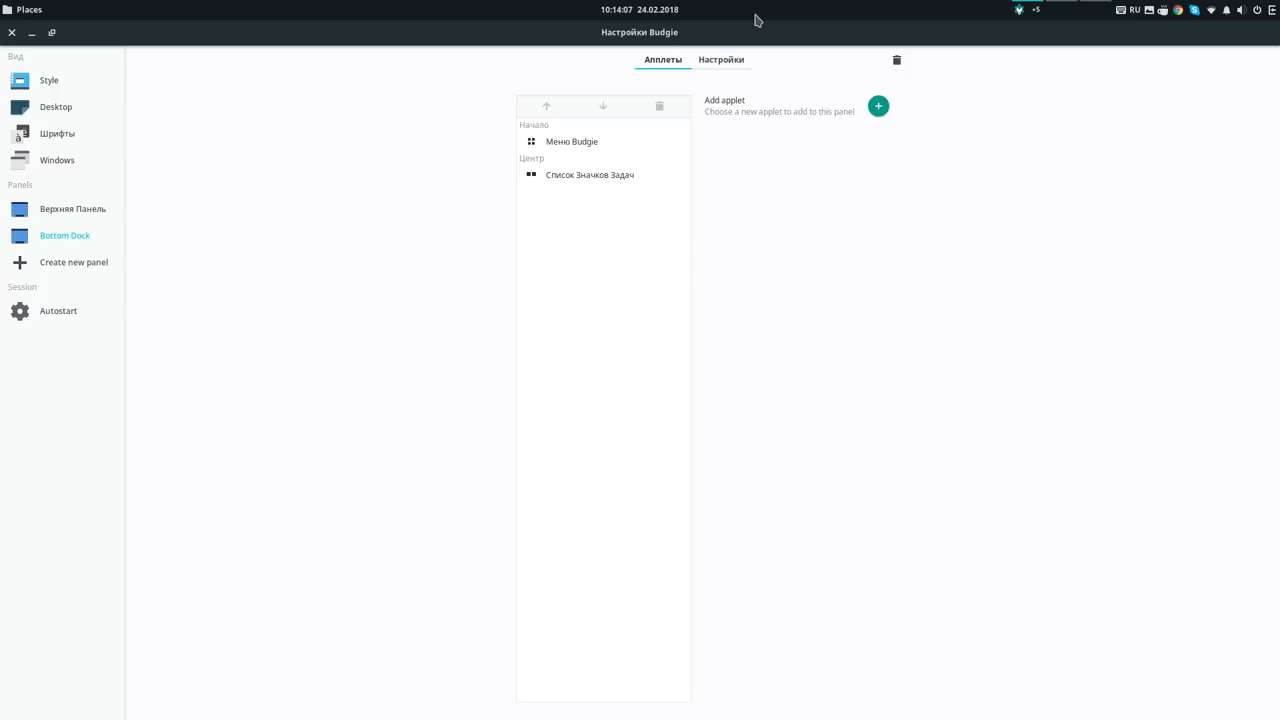 Places
10:14:07 24.02.2018
+5
RU
Настройки Budgie
Вид
Style
Desktop
Шрифты
Windows
Panels
Верхняя Панель
Bottom Dock
Create new panel
Session
Autostart
Апплеты
Настройки
Начало
Меню Budgie
Центр
Список Значков Задач
Add applet
Choose a new applet to add to this panel